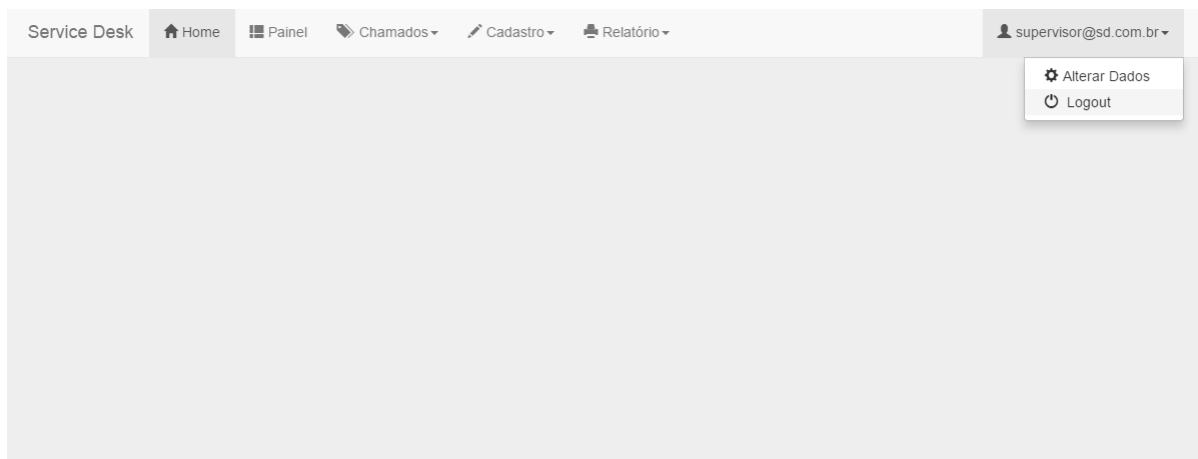 Service Desk Home Painel Chamados Cadastro Relatório supervisor@sd.com.br
Alterar Dados
Logout